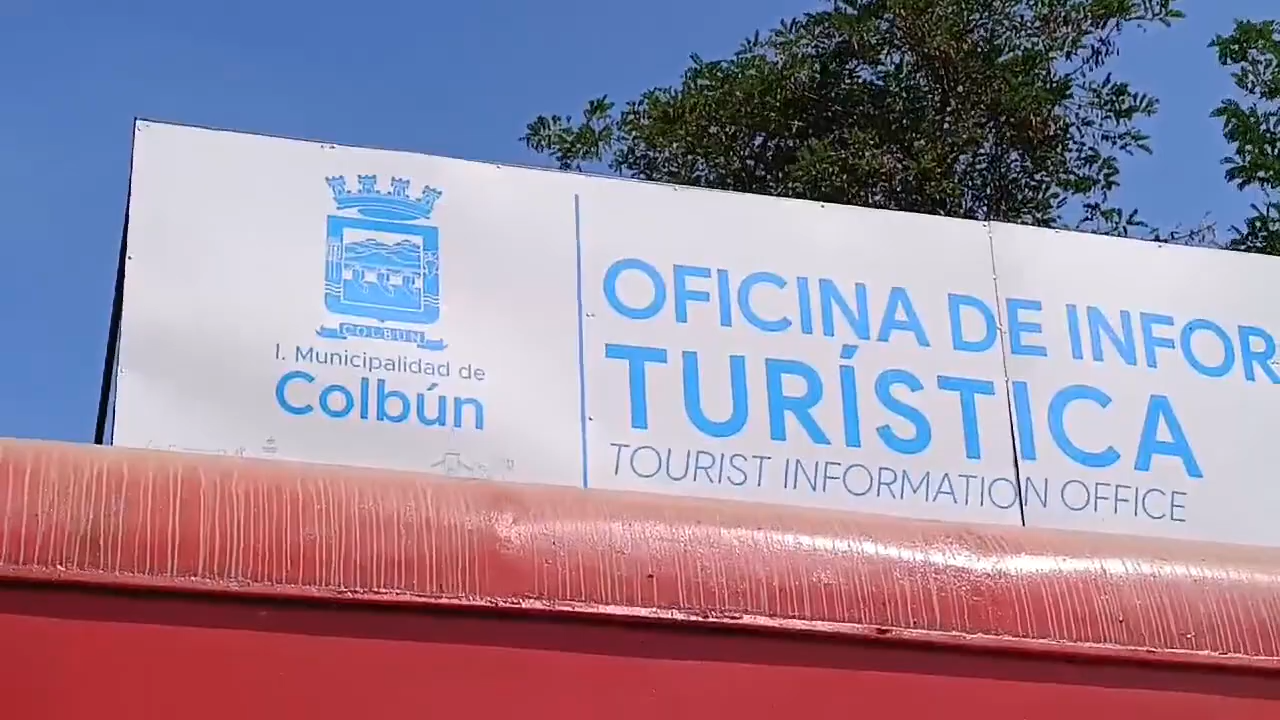 COLBUN
I. Municipalidad de
Colbún
OFICINA DE INFOR
TURÍSTICA
TOURIST INFORMATION OFFICE